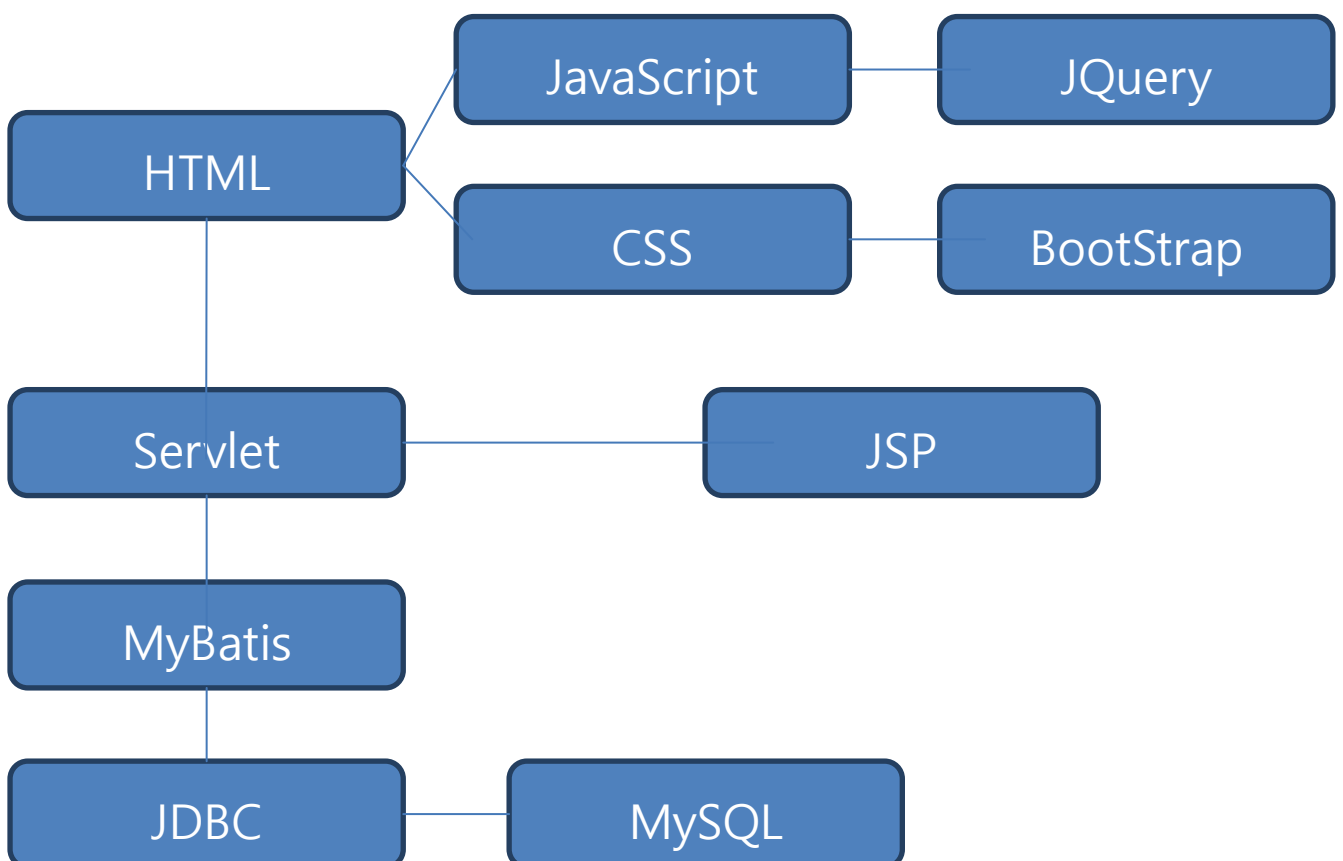 JavaScript
JQuery
HTML
CSS
BootStrap
Servlet
JSP
MyBatis
JDBC
MySQL